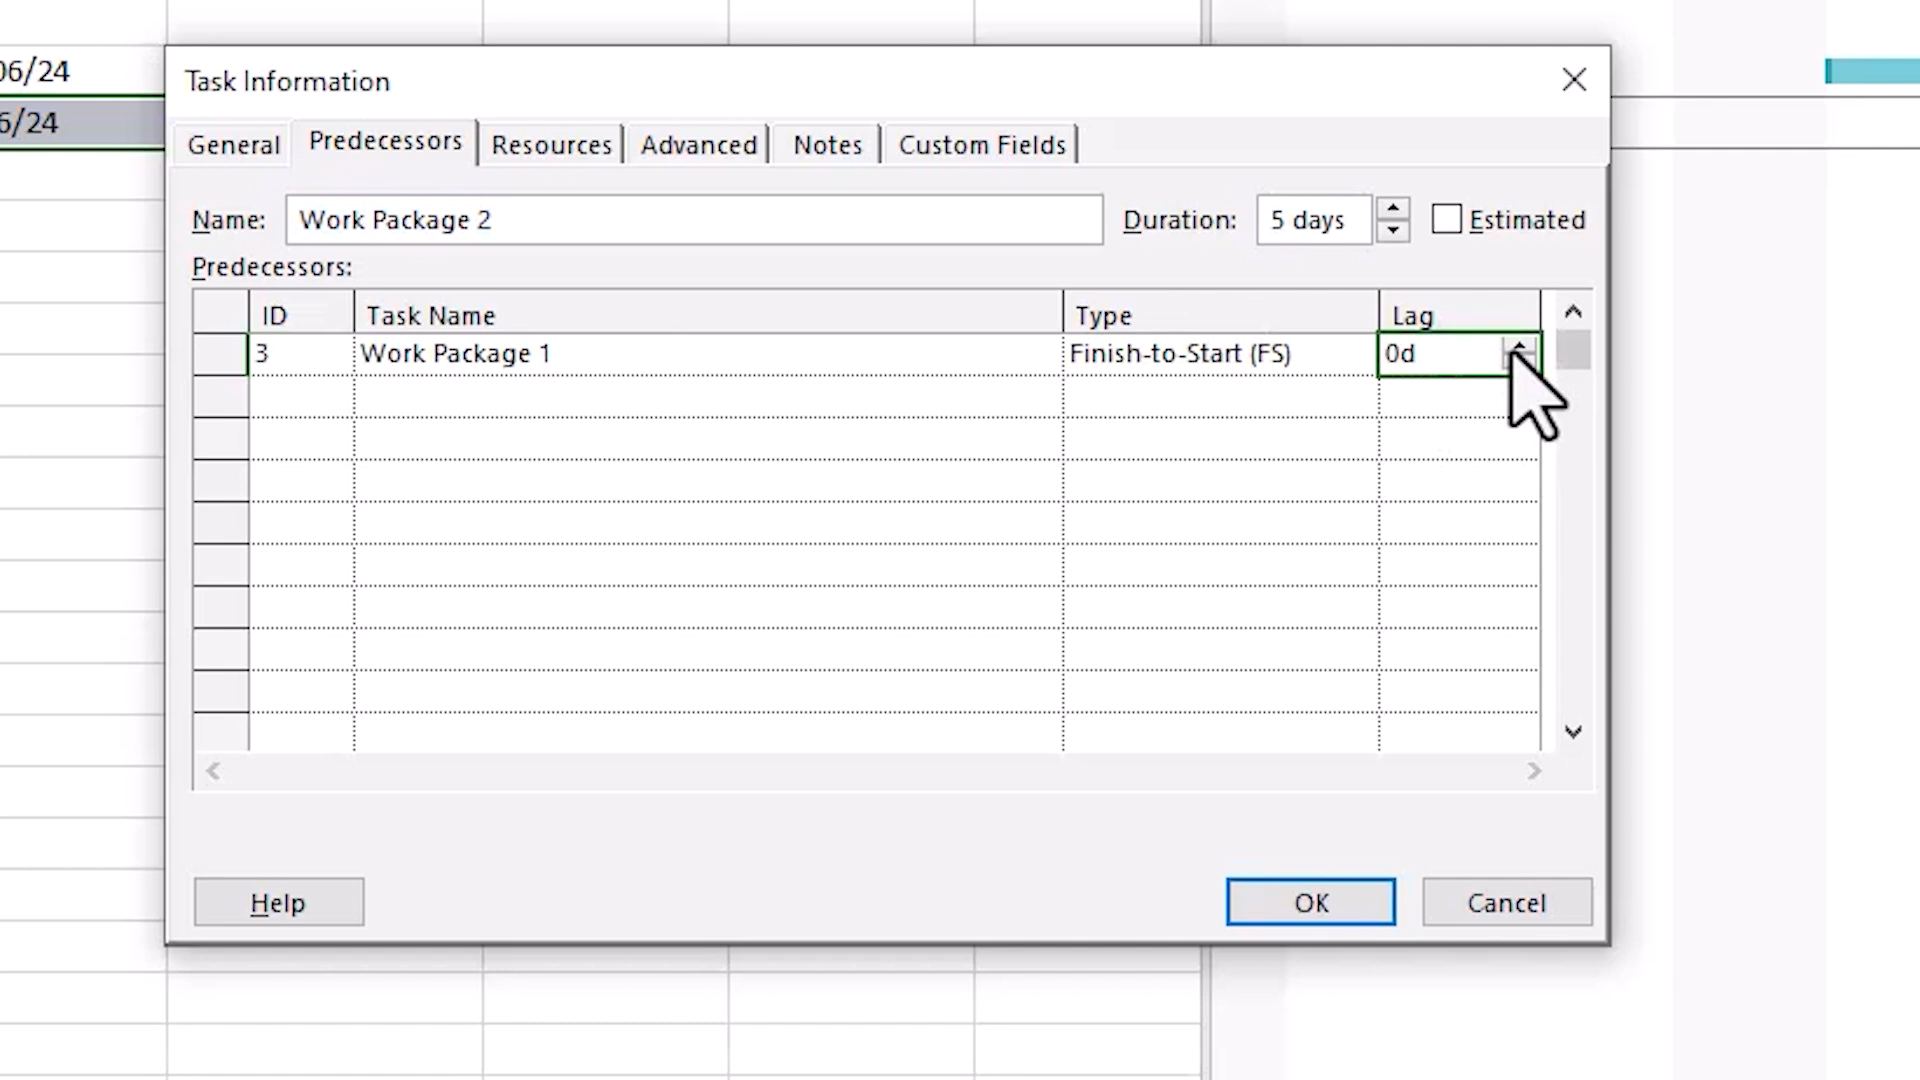 06/24
6/24
Task Information
General Predecessors Resources Advanced Notes Custom Fields
Name: Work Package 2 Duration: 5 days Estimated
Predecessors:
ID Task Name Type Lag
3 Work Package 1 Finish-to-Start (FS) 0d
Help OK Cancel